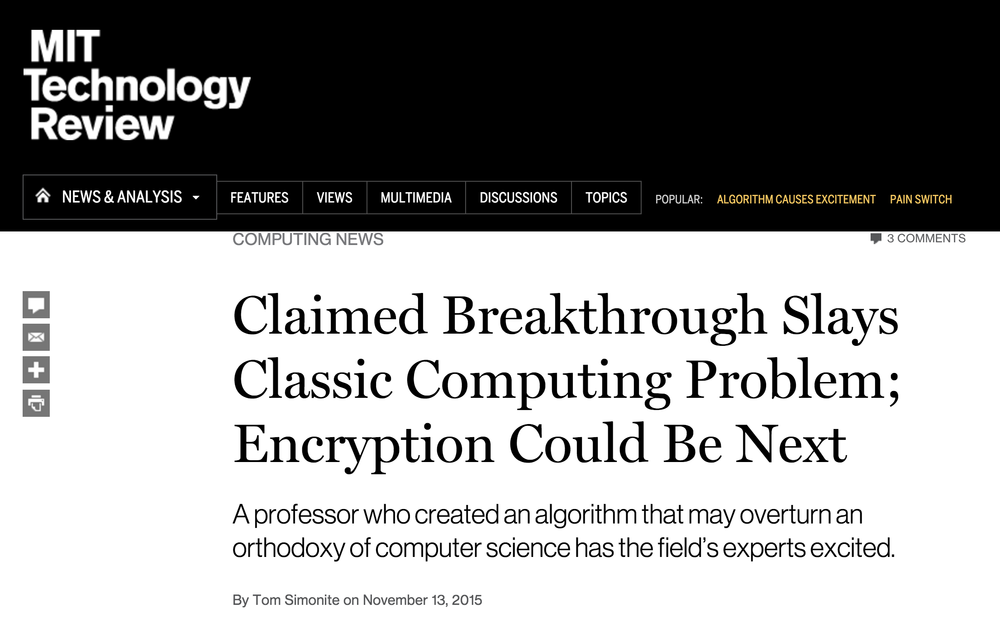 MIT
Technology
Review
NEWS & ANALYSIS
FEATURES
VIEWS
MULTIMEDIA
DISCUSSIONS
TOPICS
POPULAR:
ALGORITHM CAUSES EXCITEMENT
PAIN SWITCH
COMPUTING NEWS
3 COMMENTS
Claimed Breakthrough Slays
Classic Computing Problem;
Encryption Could Be Next
A professor who created an algorithm that may overturn an
orthodoxy of computer science has the field’s experts excited.
By Tom Simonite on November 13, 2015